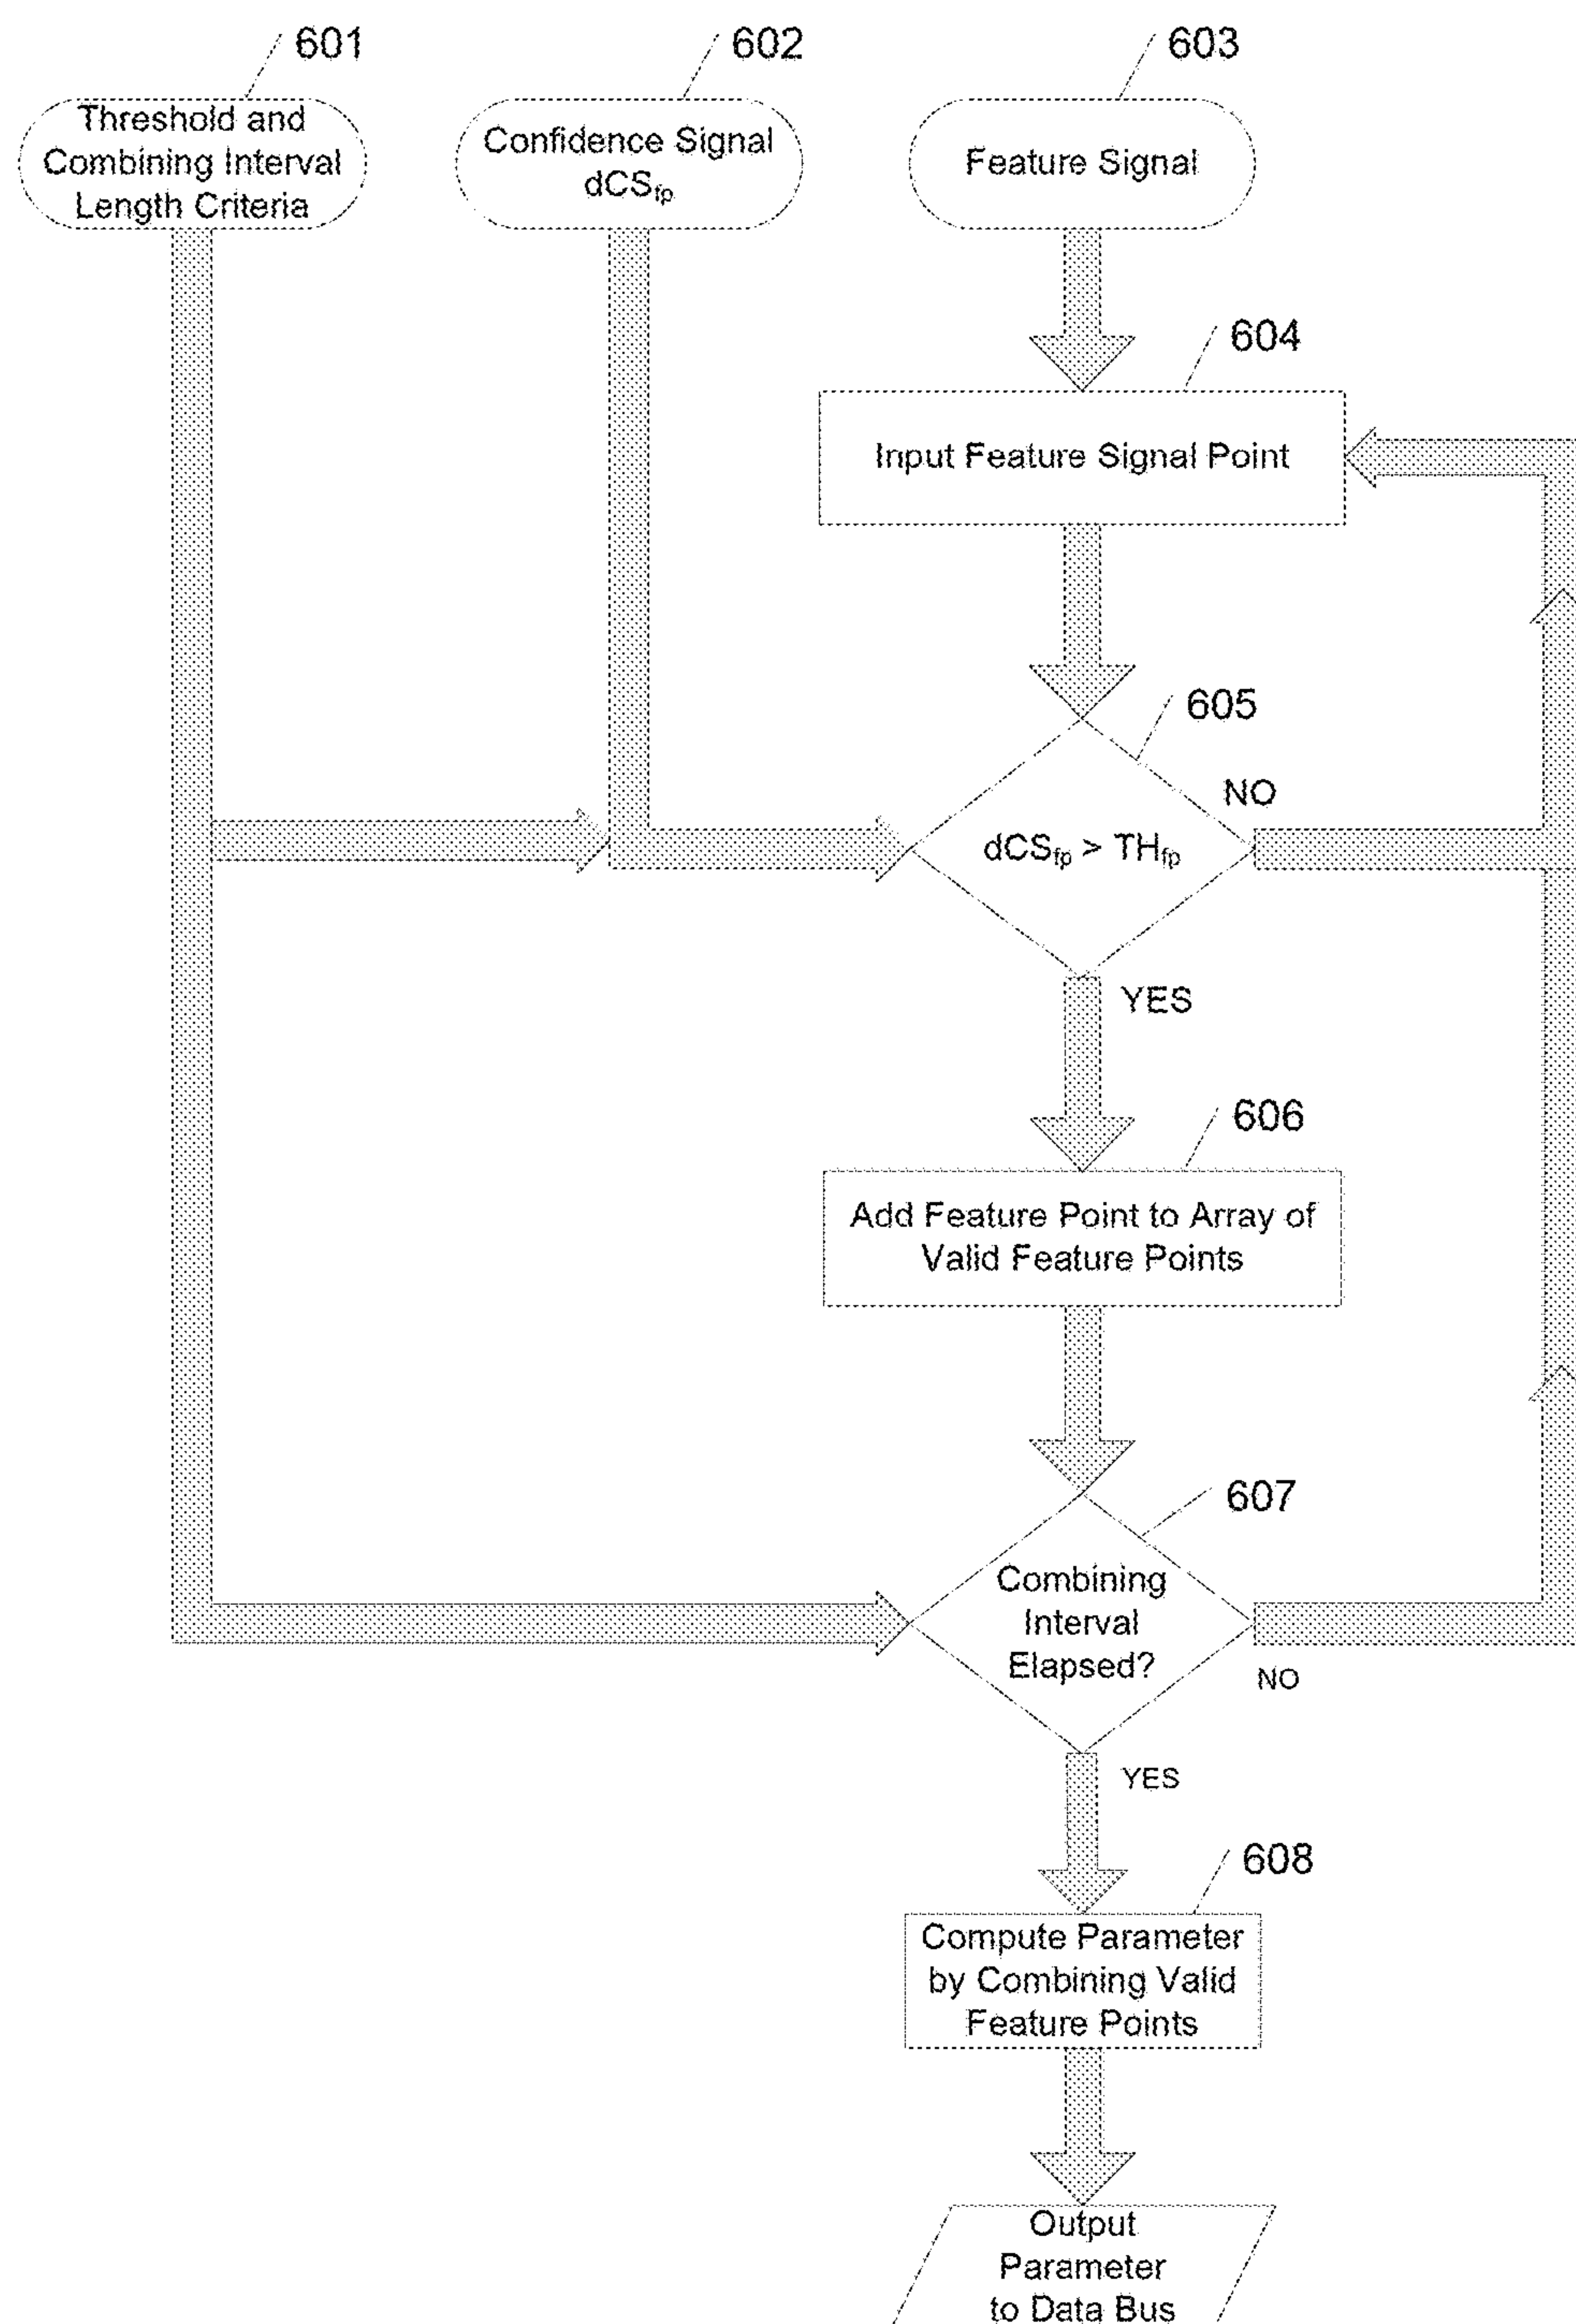 601
Threshold and
Combining Interval
Length Criteria
602
Confidence Signal
dCSfp
603
Feature Signal
604
Input Feature Signal Point
605
dCSfp > THfp
NO
YES
606
Add Feature Point to Array of
Valid Feature Points
607
Combining
Interval
Elapsed?
NO
YES
608
Compute Parameter
by Combining Valid
Feature Points
Output
Parameter
to Data Bus